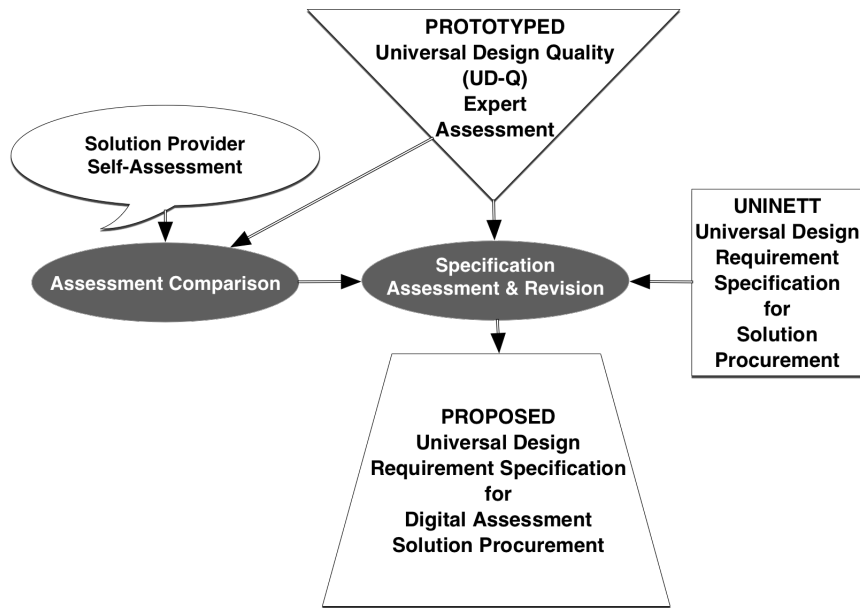 PROTOTYPED
Universal Design Quality
(UD-Q)
Expert
Assessment
Solution Provider
Self-Assessment
UNINETT
Universal Design
Requirement
Specification
for
Solution
Procurement
Assessment Comparison
Specification
Assessment & Revision
PROPOSED
Universal Design
Requirement Specification
for
Digital Assessment
Solution Procurement